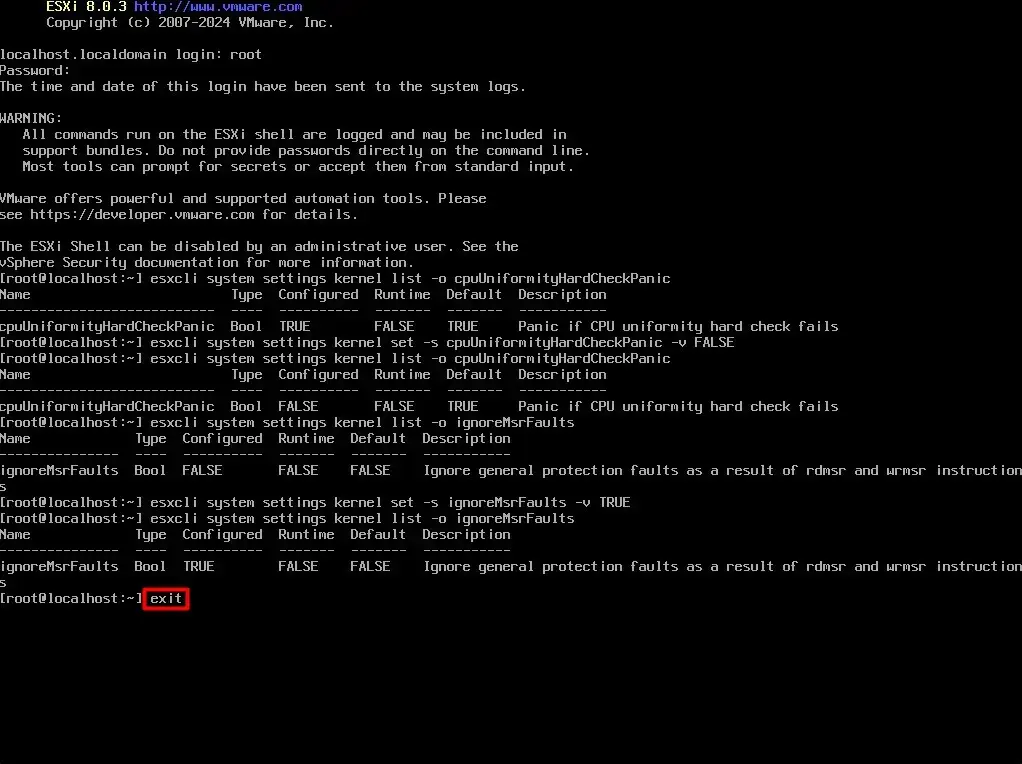 ESXi 8.0.3 http://www.vmware.com
Copyright (c) 2007-2024 VMware, Inc.
localhost.localdomain login: root
Password:
The time and date of this login have been sent to the system logs.
WARNING:
All commands run on the ESXi shell are logged and may be included in
support bundles. Do not provide passwords directly on the command line.
Most tools can prompt for secrets or accept them from standard input.
VMware offers powerful and supported automation tools. Please
see https://developer.vmware.com for details.
The ESXi Shell can be disabled by an administrative user. See the
vSphere Security documentation for more information.
[root@localhost:~] esxcli system settings kernel list -o cpuUniformityHardCheckPanic
Name                         Type  Configured  Runtime  Default  Description
---------------------------  ----  ----------  -------  -------  -----------
cpuUniformityHardCheckPanic  Bool  TRUE        FALSE    TRUE     Panic if CPU uniformity hard check fails
[root@localhost:~] esxcli system settings kernel set -s cpuUniformityHardCheckPanic -v FALSE
[root@localhost:~] esxcli system settings kernel list -o cpuUniformityHardCheckPanic
Name                         Type  Configured  Runtime  Default  Description
---------------------------  ----  ----------  -------  -------  -----------
cpuUniformityHardCheckPanic  Bool  FALSE       FALSE    TRUE     Panic if CPU uniformity hard check fails
[root@localhost:~] esxcli system settings kernel list -o ignoreMsrFaults
Name             Type  Configured  Runtime  Default  Description
---------------  ----  ----------  -------  -------  -----------
ignoreMsrFaults  Bool  FALSE       FALSE    FALSE    Ignore general protection faults as a result of rdmsr and wrmsr instruction
s
[root@localhost:~] esxcli system settings kernel set -s ignoreMsrFaults -v TRUE
[root@localhost:~] esxcli system settings kernel list -o ignoreMsrFaults
Name             Type  Configured  Runtime  Default  Description
---------------  ----  ----------  -------  -------  -----------
ignoreMsrFaults  Bool  TRUE        FALSE    FALSE    Ignore general protection faults as a result of rdmsr and wrmsr instruction
s
[root@localhost:~] exit